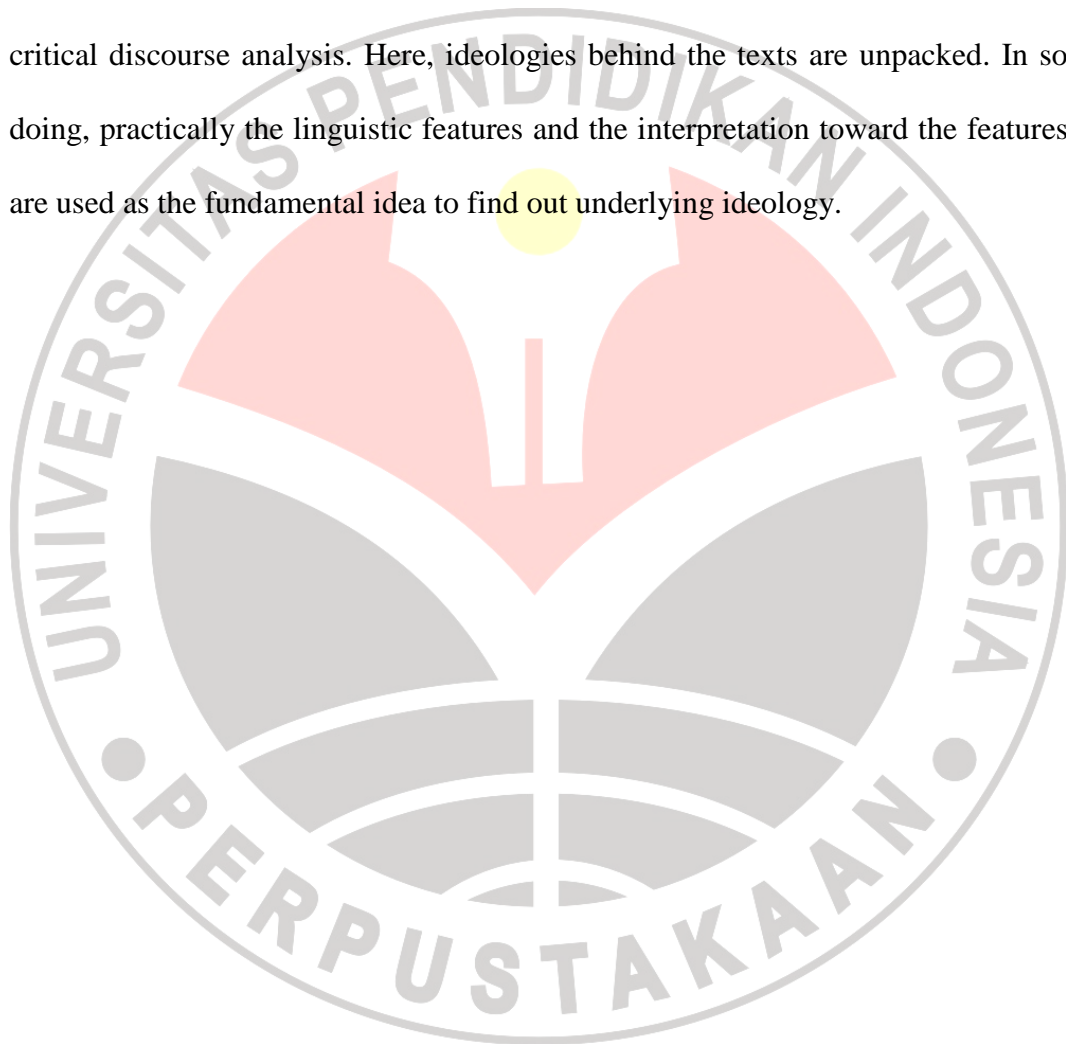 critical discourse analysis. Here, ideologies behind the texts are unpacked. In so
doing, practically the linguistic features and the interpretation toward the features
are used as the fundamental idea to find out underlying ideology.
UNIVERSITAS PENDIDIKAN INDONESIA
PERPUSTAKAAN